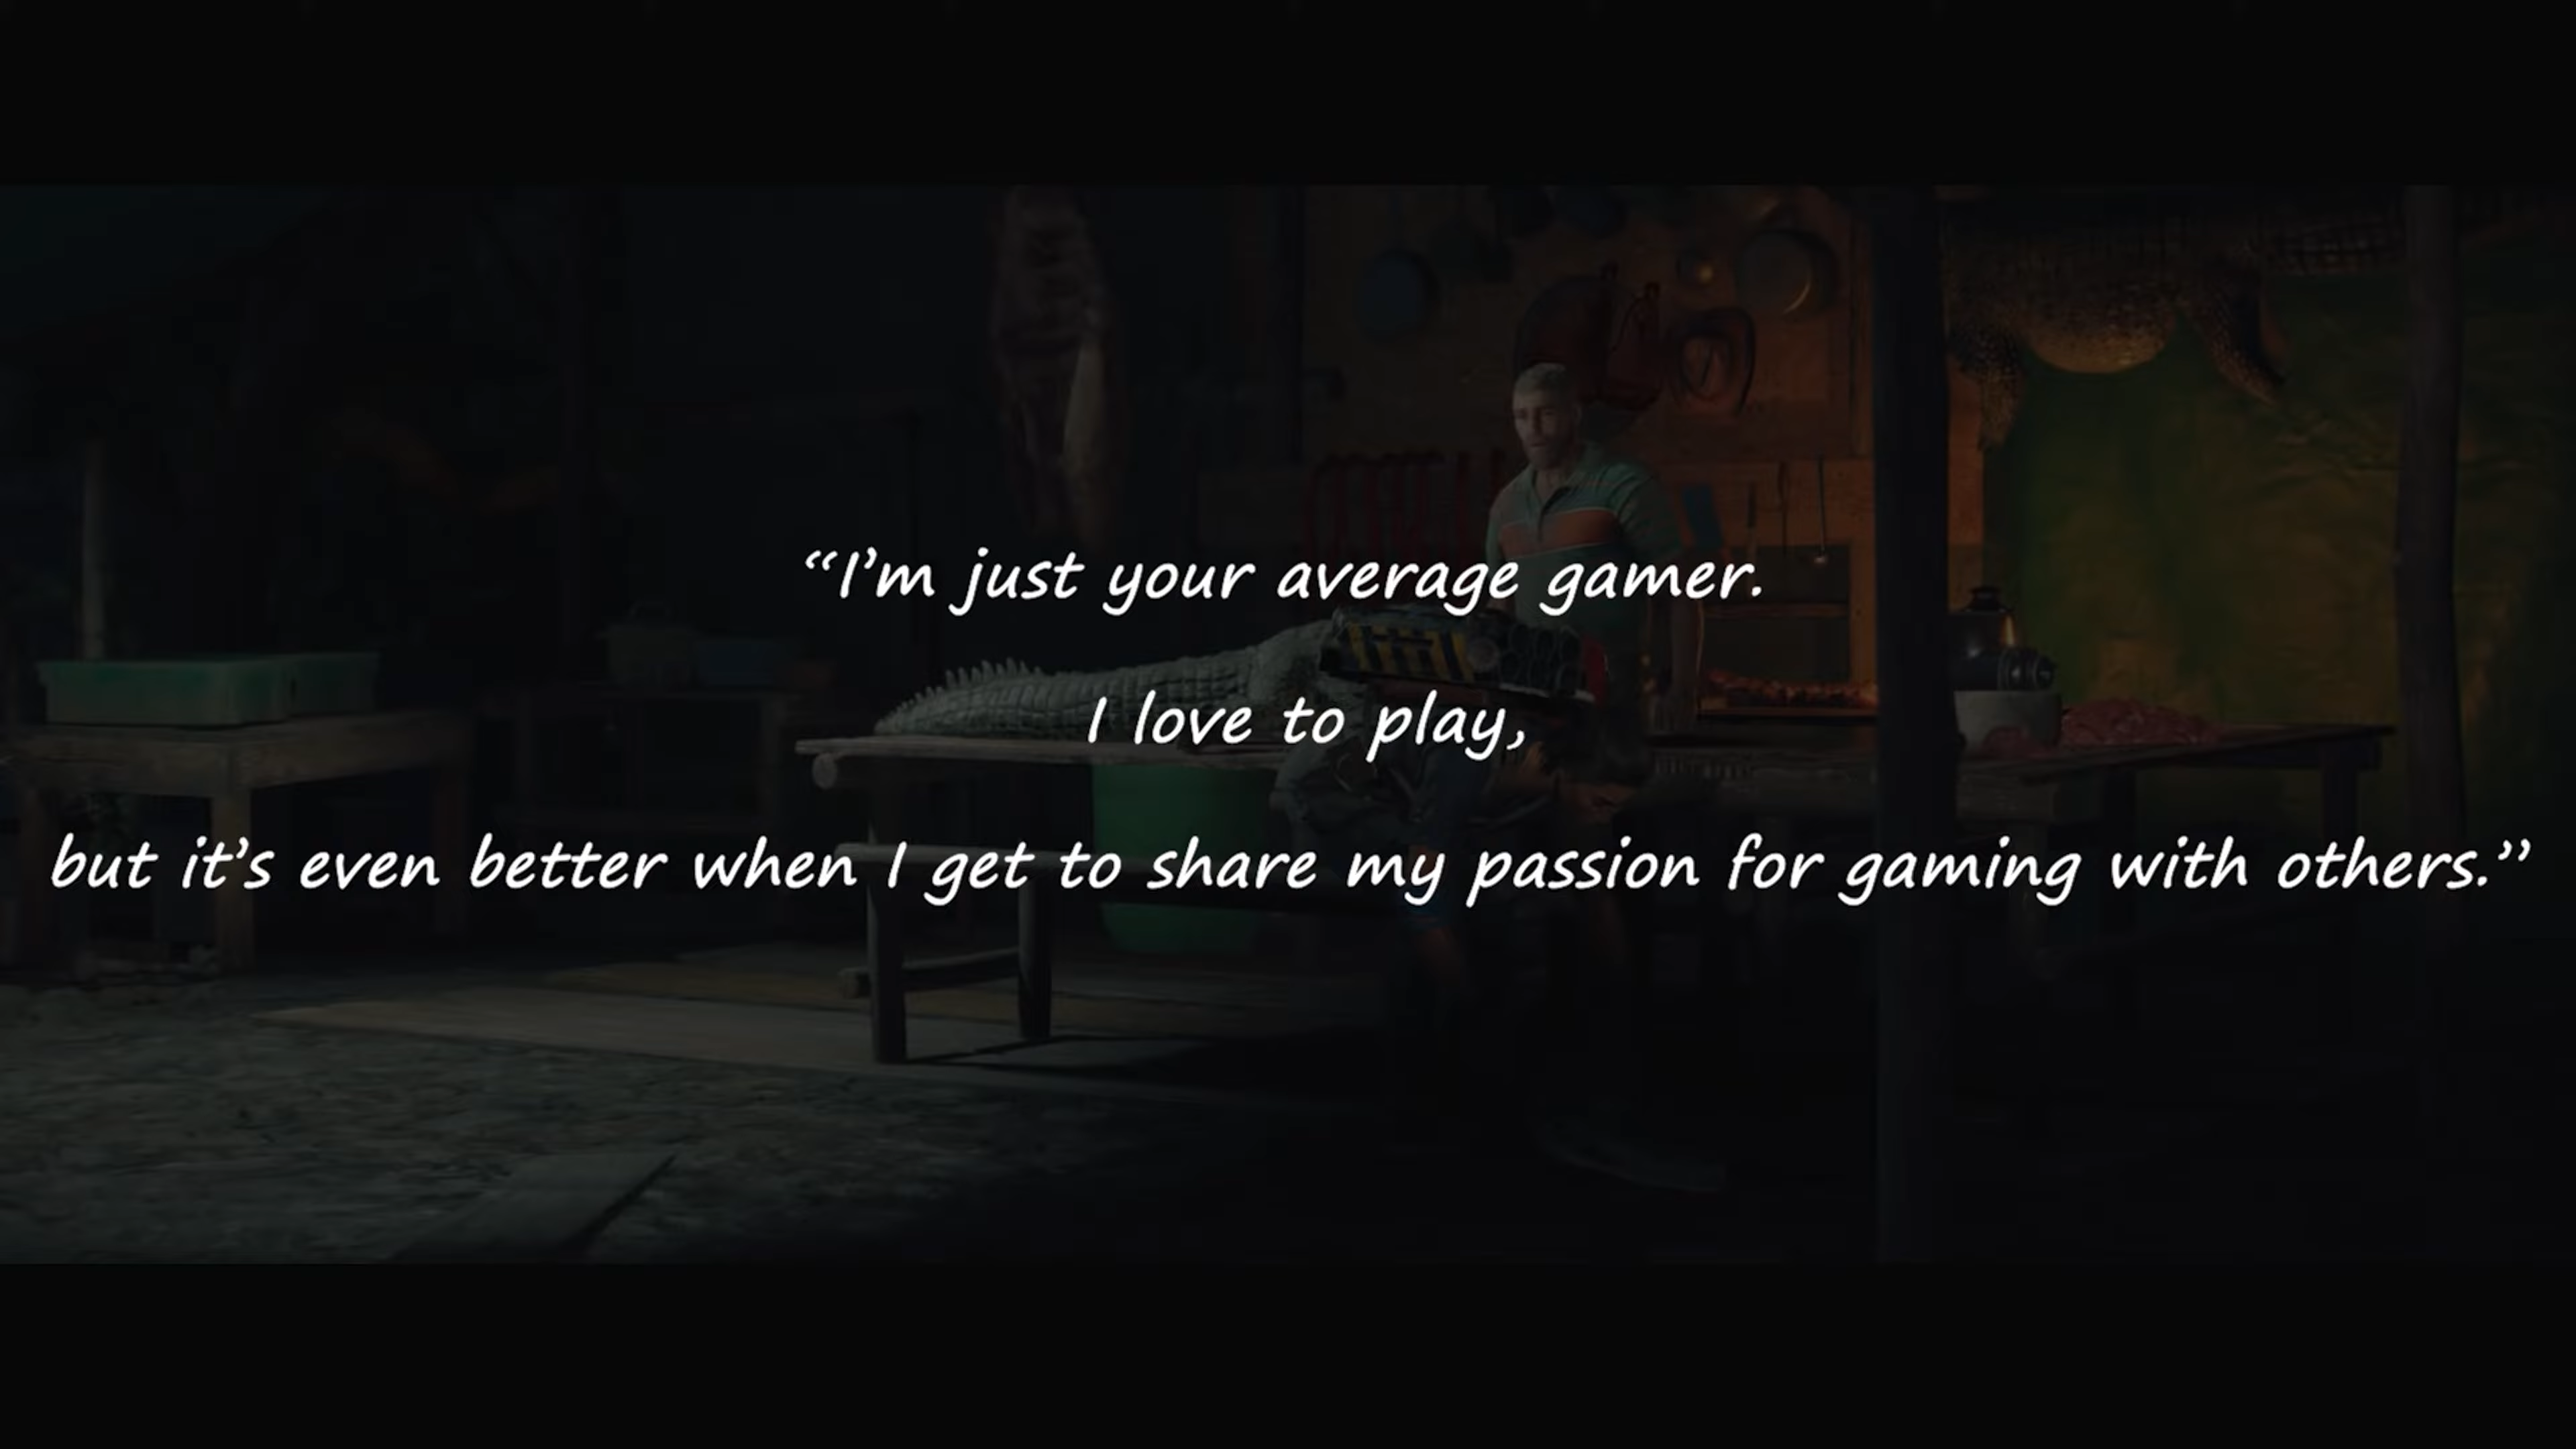 “I’m just your average gamer.
I love to play,
but it’s even better when I get to share my passion for gaming with others.”